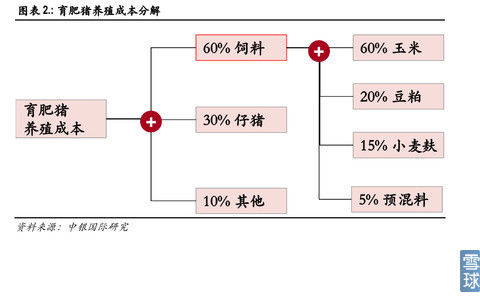 图表 2.: 育肥猪养殖成本分解
60% 饲料
60% 玉米
20% 豆粕
育肥猪
养殖成本
30% 仔猪
15% 小麦麸
10% 其他
5% 预混料
资料来源：中银国际研究
雪球